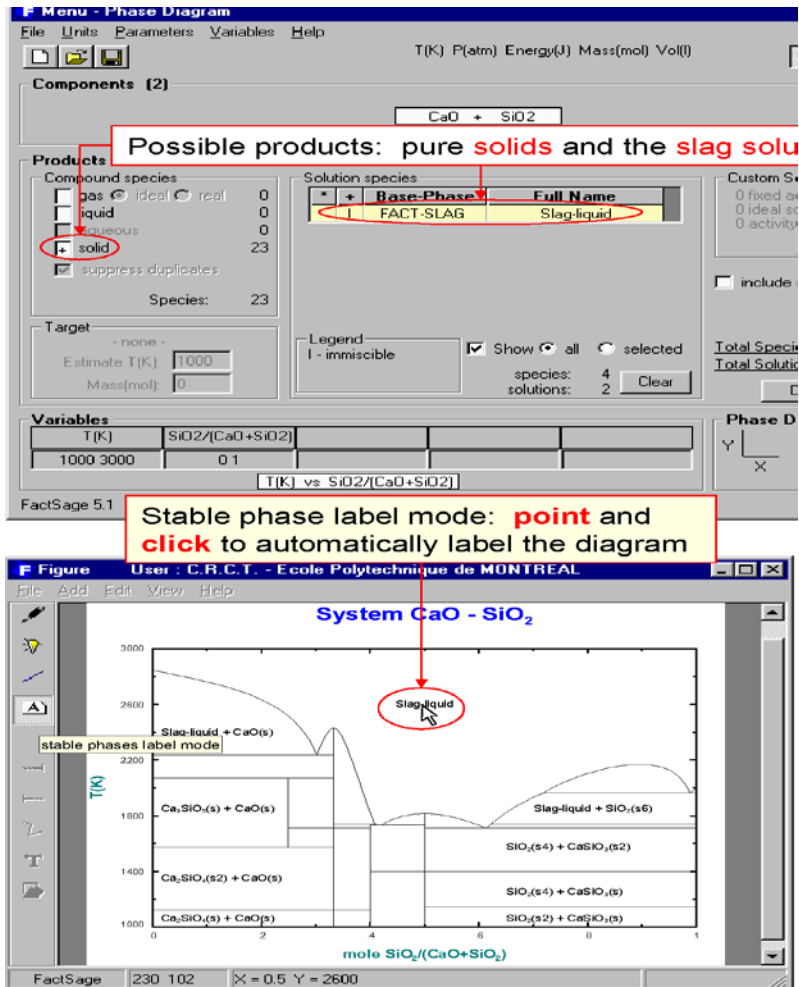 F Menu - Phase Diagram
File Units Parameters Variables Help
T(K) P(atm) Energy(J) Mass(mol) Vol(l)
Components (2)
CaO + SiO2
Possible products: pure solids and the slag solu
Products
Compound species
gas ideal real 0
liquid 0
aqueous 0
+ solid 23
suppress duplicates
Species: 23
Solution species
* + Base-Phase Full Name
I FACT-SLAG Slag-liquid
Custom S
0 fixed a
0 ideal so
0 activity
include
Target
- none -
Estimate T(K): 1000
Mass(mol): 0
Legend
I - immiscible
Show all selected
species: 4
solutions: 2
Clear
Total Specie
Total Solutio
Variables
T(K) SiO2/(CaO+SiO2)
1000 3000 0 1
T(K) vs SiO2/(CaO+SiO2)
Phase D
Y
X
FactSage 5.1
Stable phase label mode: point and
click to automatically label the diagram
F Figure User : C.R.C.T. - Ecole Polytechnique de MONTREAL
File Add Edit View Help
System CaO - SiO₂
3000
2600
2200
1800
1400
1000
T(K)
Slag-liquid
Slag-liquid + CaO(s)
stable phases label mode
Ca₃SiO₅(s) + CaO(s)
Slag-liquid + SiO₂(s6)
SiO₂(s4) + CaSiO₃(s2)
Ca₂SiO₄(s2) + CaO(s)
SiO₂(s4) + CaSiO₃(s)
Ca₂SiO₄(s) + CaO(s)
SiO₂(s2) + CaSiO₃(s)
0 .2 .4 .6 .8 1
mole SiO₂/(CaO+SiO₂)
FactSage 230 102 X = 0.5 Y = 2600